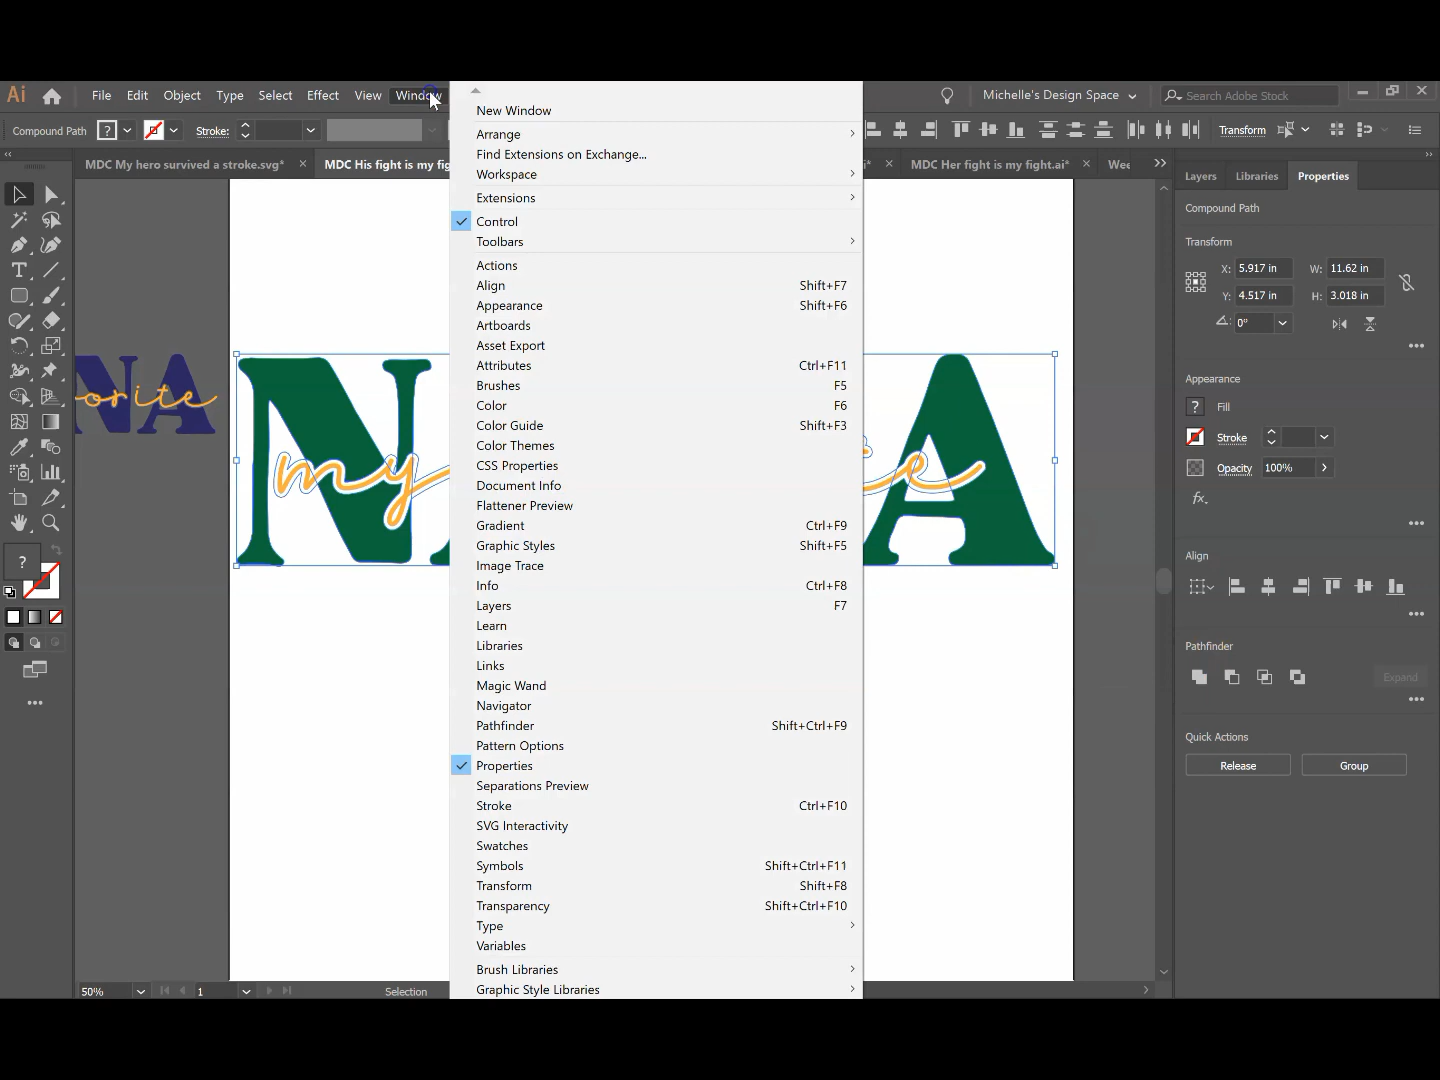 Ai File Edit Object Type Select Effect View Window Michelle's Design Space Search Adobe Stock
Compound Path ? Stroke: Transform
MDC My hero survived a stroke.svg* × MDC His fight is my fig × MDC Her fight is my fight.ai* × Wee
New Window
Arrange
Find Extensions on Exchange...
Workspace
Extensions
Control
Toolbars
Actions
Align Shift+F7
Appearance Shift+F6
Artboards
Asset Export
Attributes Ctrl+F11
Brushes F5
Color F6
Color Guide Shift+F3
Color Themes
CSS Properties
Document Info
Flattener Preview
Gradient Ctrl+F9
Graphic Styles Shift+F5
Image Trace
Info Ctrl+F8
Layers F7
Learn
Libraries
Links
Magic Wand
Navigator
Pathfinder Shift+Ctrl+F9
Pattern Options
Properties
Separations Preview
Stroke Ctrl+F10
SVG Interactivity
Swatches
Symbols Shift+Ctrl+F11
Transform Shift+F8
Transparency Shift+Ctrl+F10
Type
Variables
Brush Libraries
Graphic Style Libraries
NA
orite
N A
my e
Layers Libraries Properties
Compound Path
Transform
X: 5.917 in W: 11.62 in
Y: 4.517 in H: 3.018 in
0°
Appearance
? Fill
Stroke
Opacity 100%
fx.
Align
Pathfinder
Expand
Quick Actions
Release Group
?
50% 1 Selection